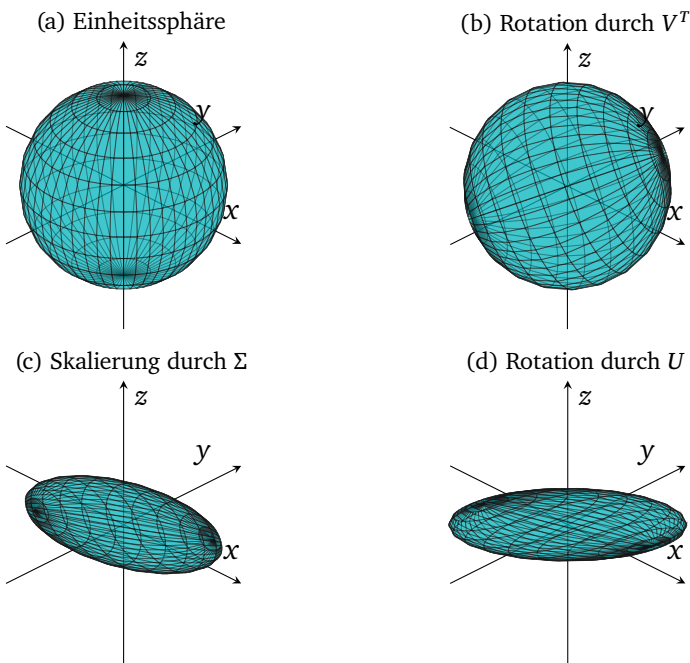 (a) Einheitssphäre
(b) Rotation durch V^T
z
y
x
z
y
x
(c) Skalierung durch Σ
(d) Rotation durch U
z
y
x
z
y
x